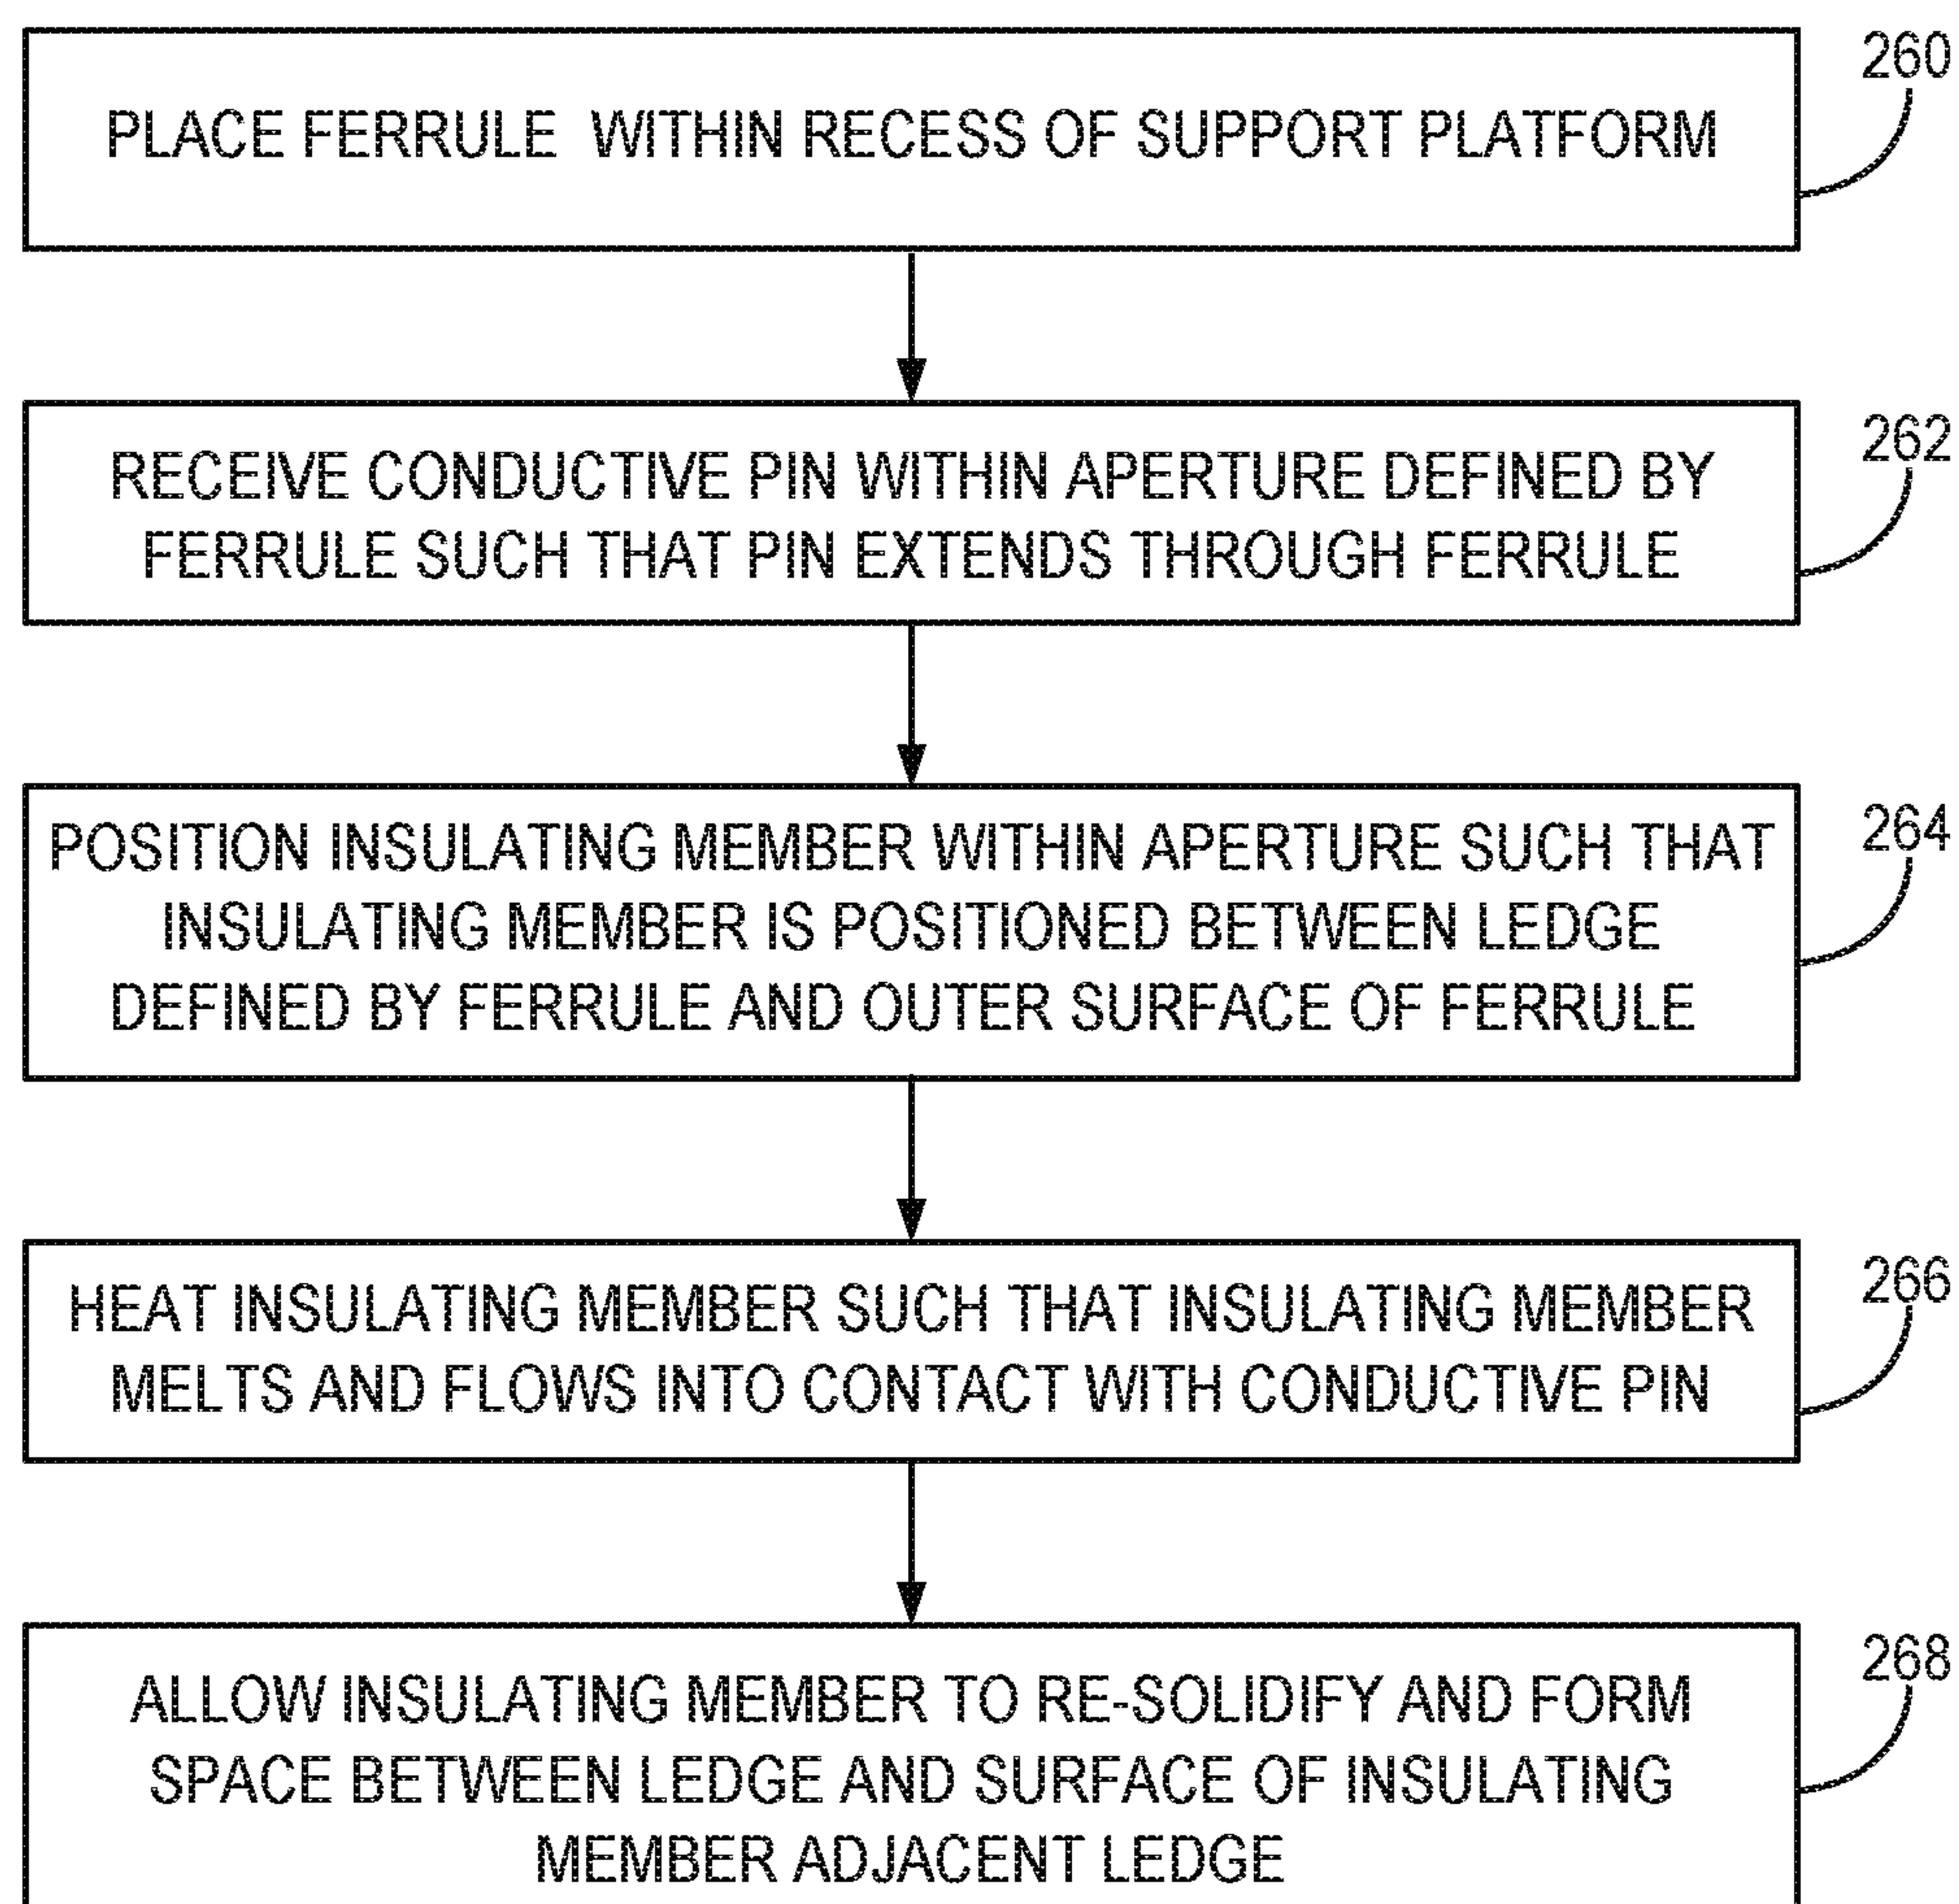 260
PLACE FERRULE WITHIN RECESS OF SUPPORT PLATFORM
262
RECEIVE CONDUCTIVE PIN WITHIN APERTURE DEFINED BY
FERRULE SUCH THAT PIN EXTENDS THROUGH FERRULE
264
POSITION INSULATING MEMBER WITHIN APERTURE SUCH THAT
INSULATING MEMBER IS POSITIONED BETWEEN LEDGE
DEFINED BY FERRULE AND OUTER SURFACE OF FERRULE
266
HEAT INSULATING MEMBER SUCH THAT INSULATING MEMBER
MELTS AND FLOWS INTO CONTACT WITH CONDUCTIVE PIN
268
ALLOW INSULATING MEMBER TO RE-SOLIDIFY AND FORM
SPACE BETWEEN LEDGE AND SURFACE OF INSULATING
MEMBER ADJACENT LEDGE